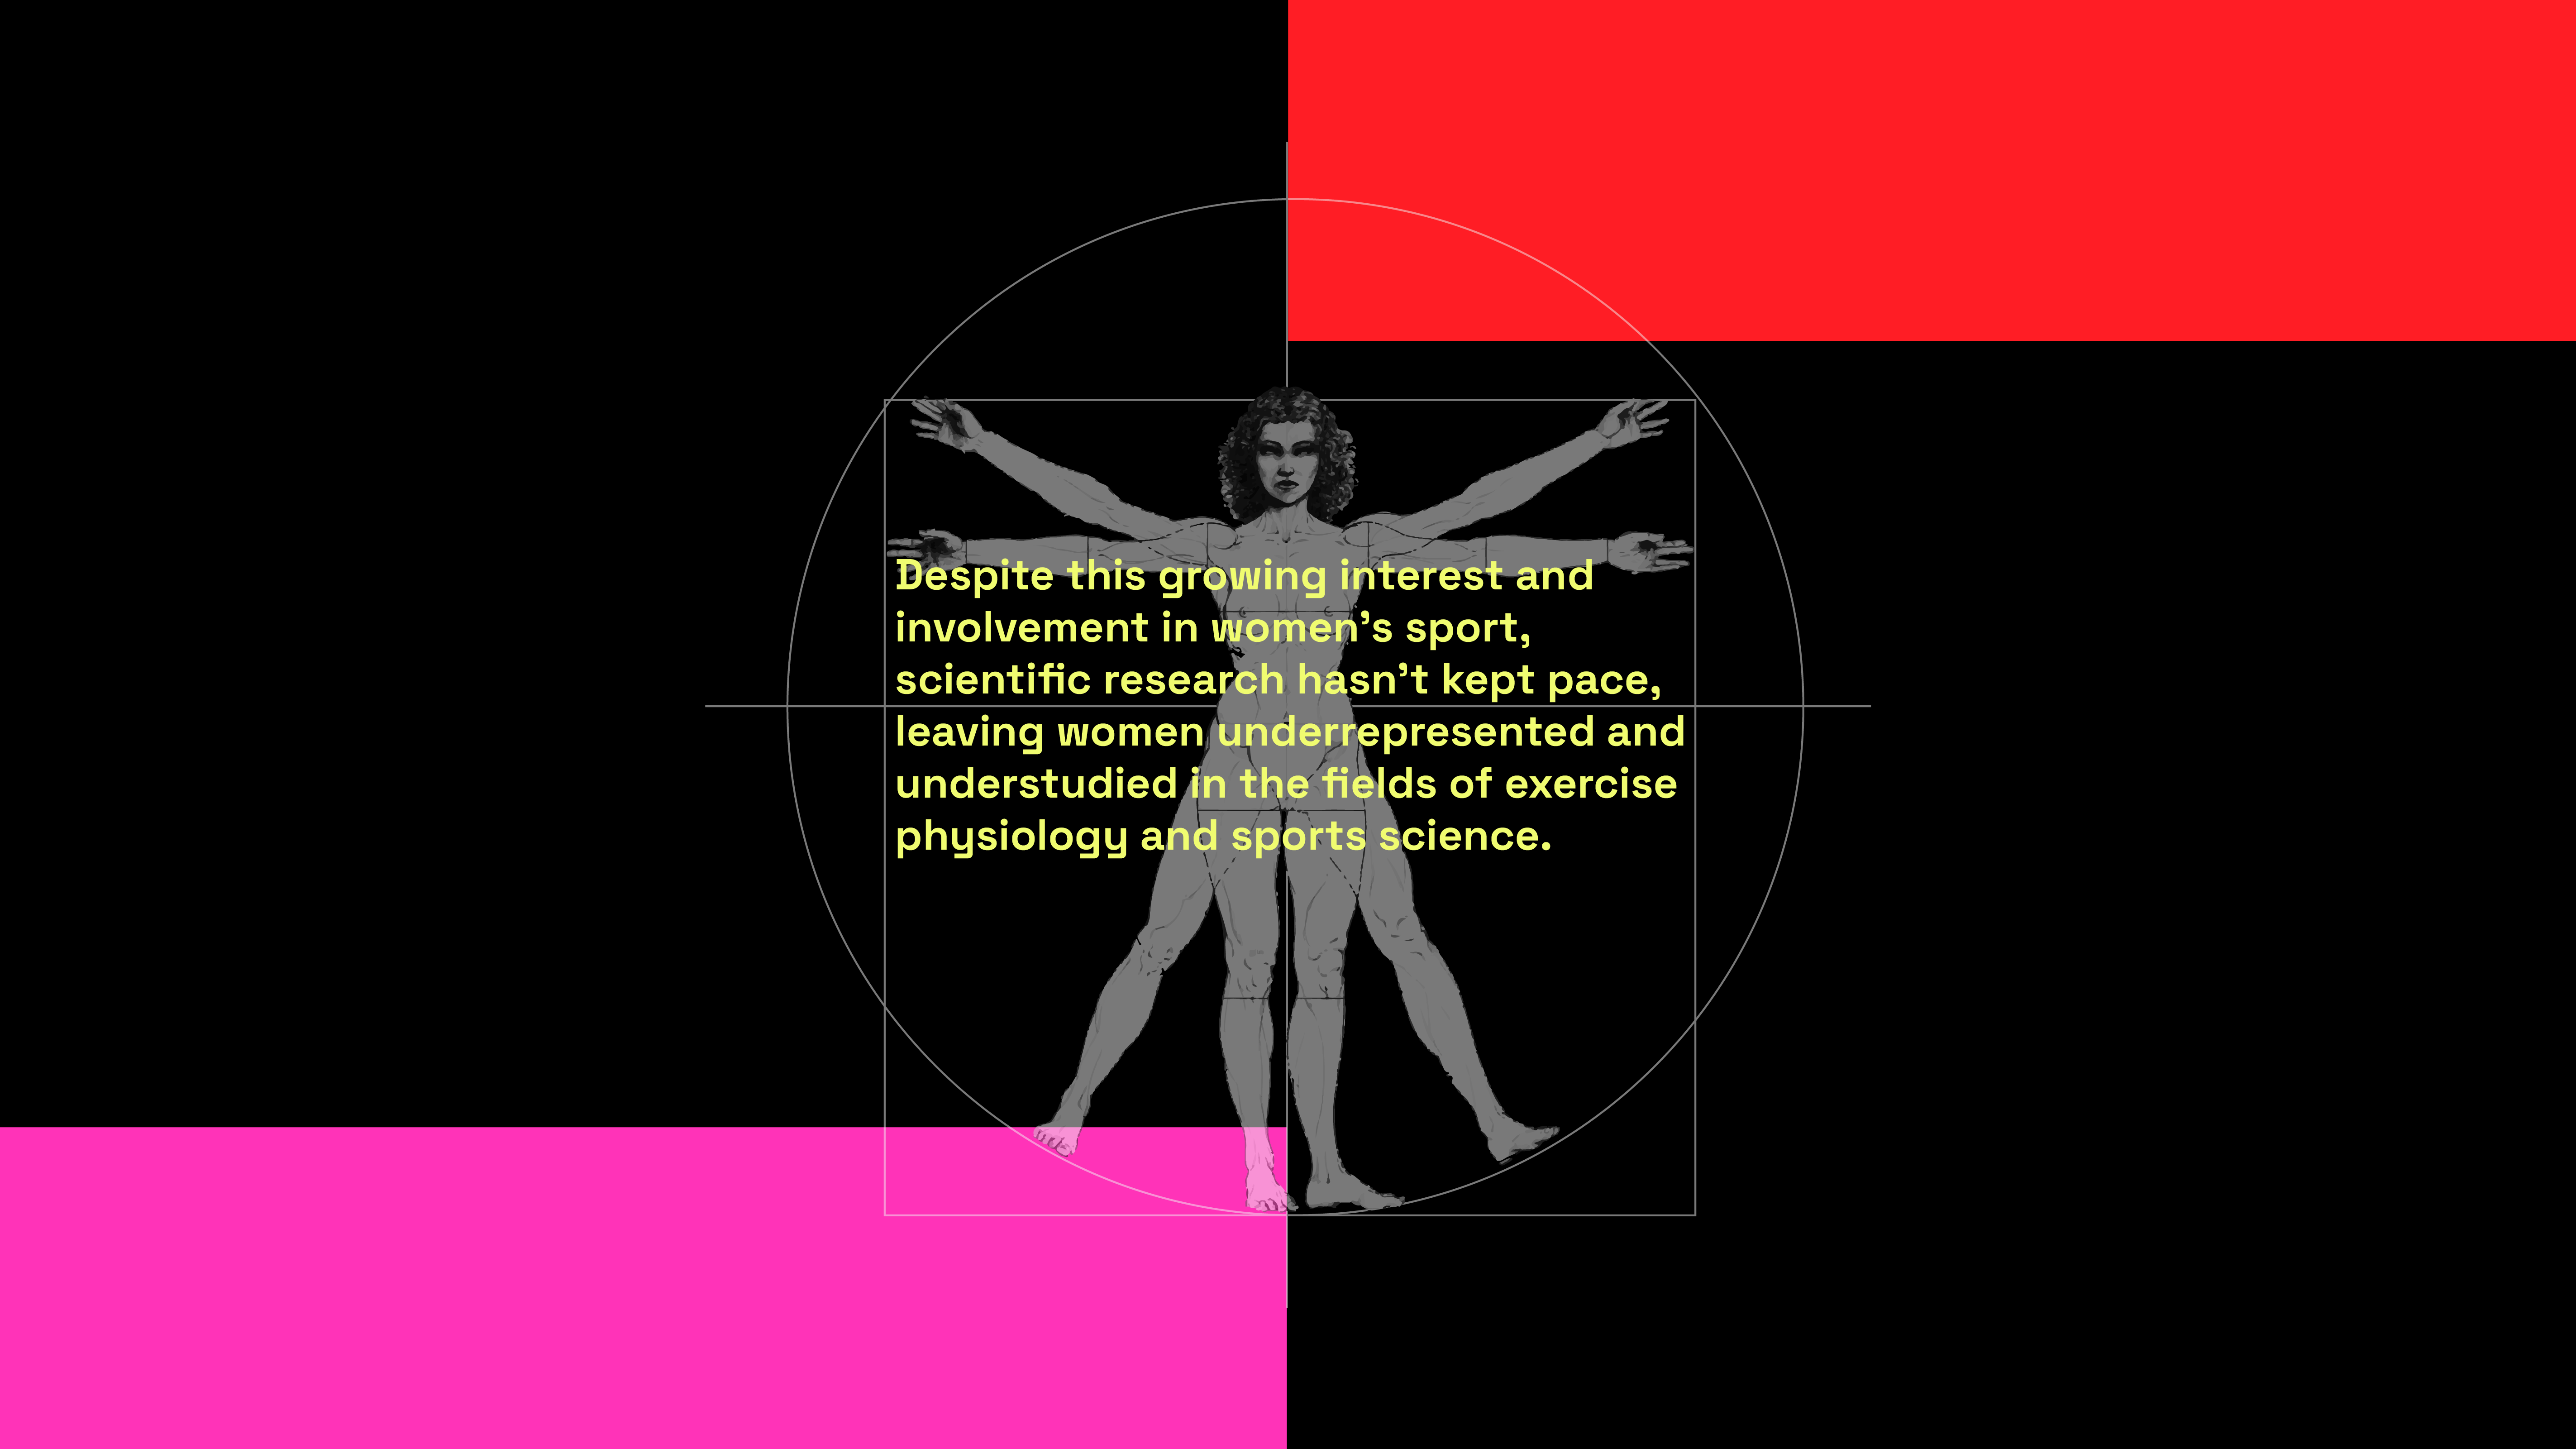 Despite this growing interest and
involvement in women’s sport,
scientific research hasn’t kept pace,
leaving women underrepresented and
understudied in the fields of exercise
physiology and sports science.